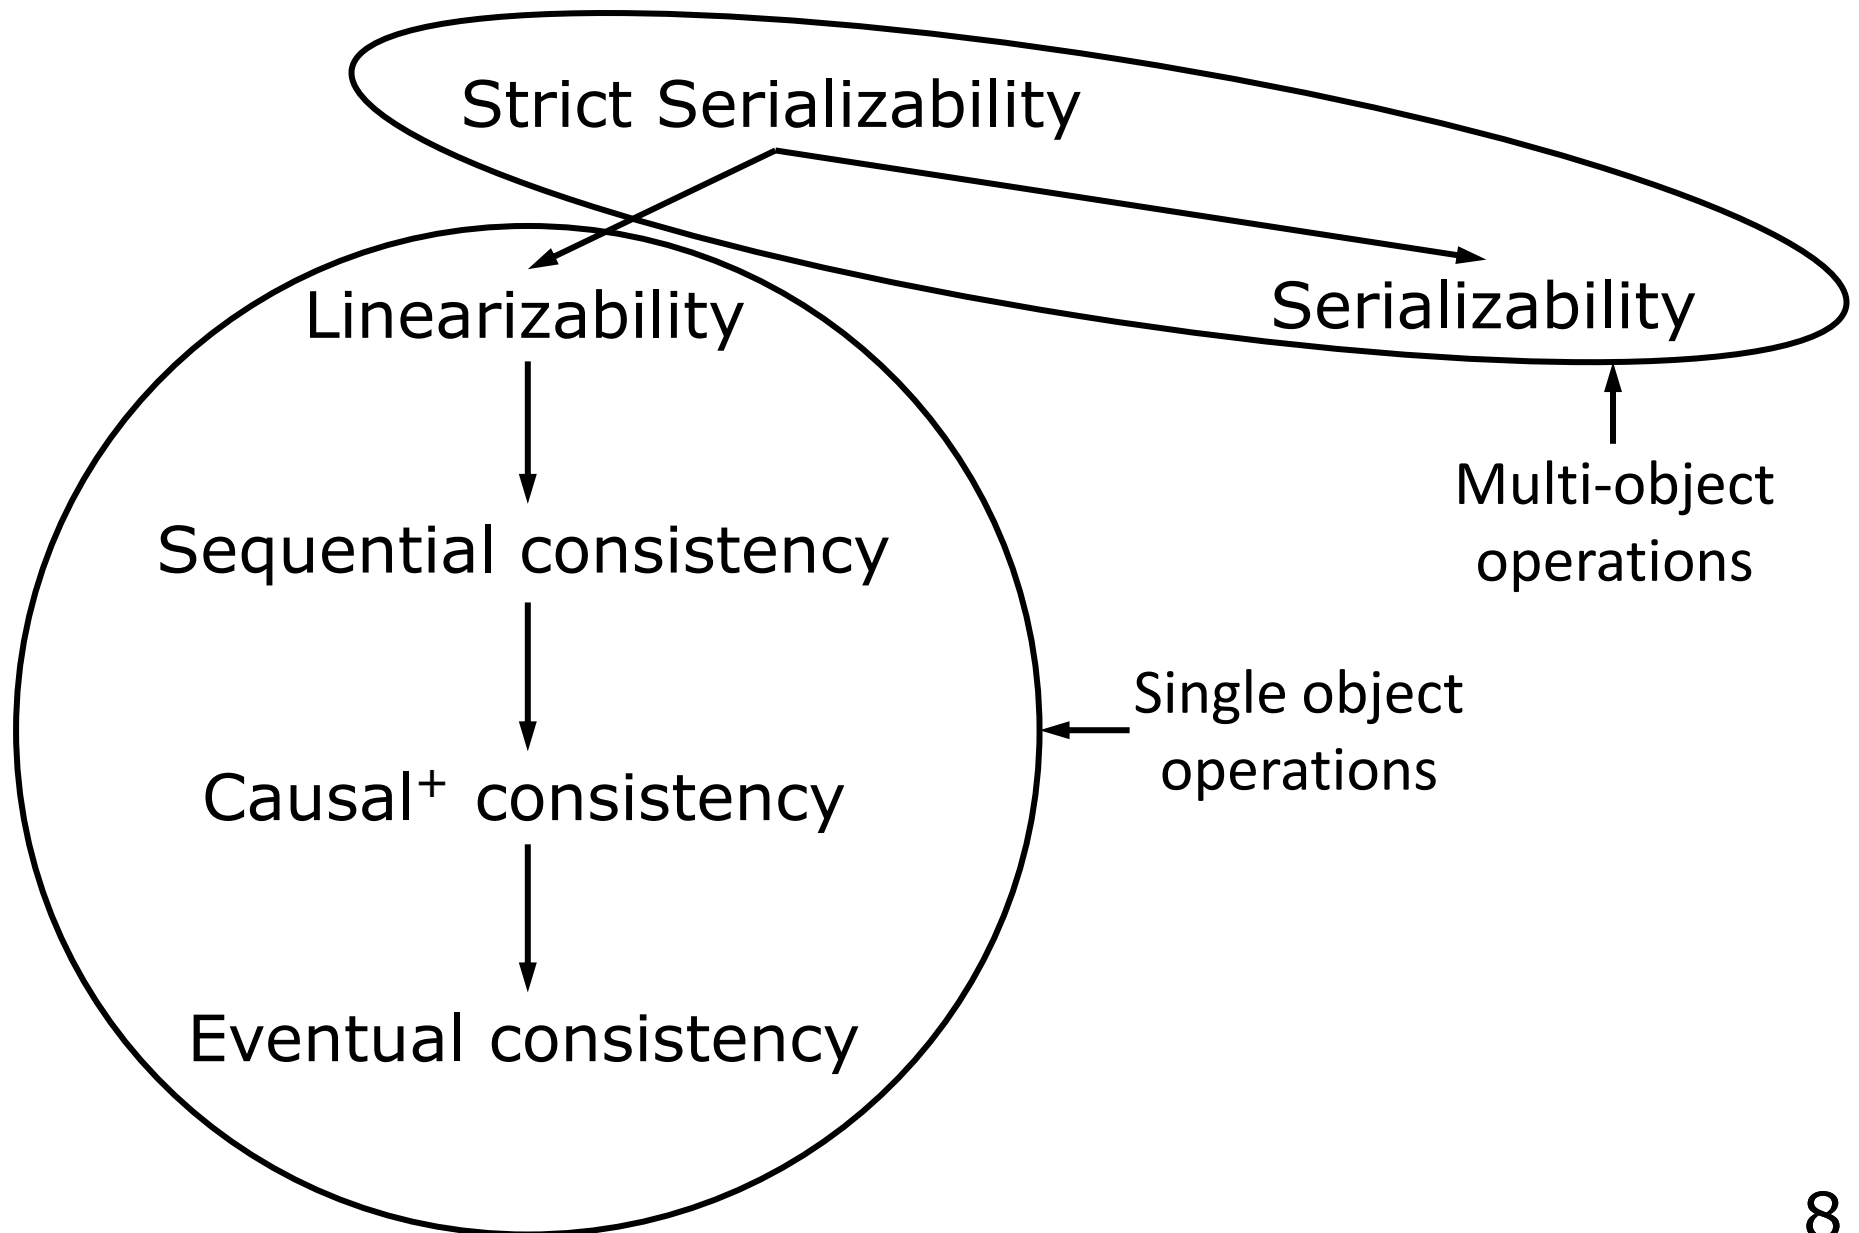 Strict Serializability
Linearizability
Serializability
Sequential consistency
Multi-object
operations
Single object
operations
Causal⁺ consistency
Eventual consistency
8